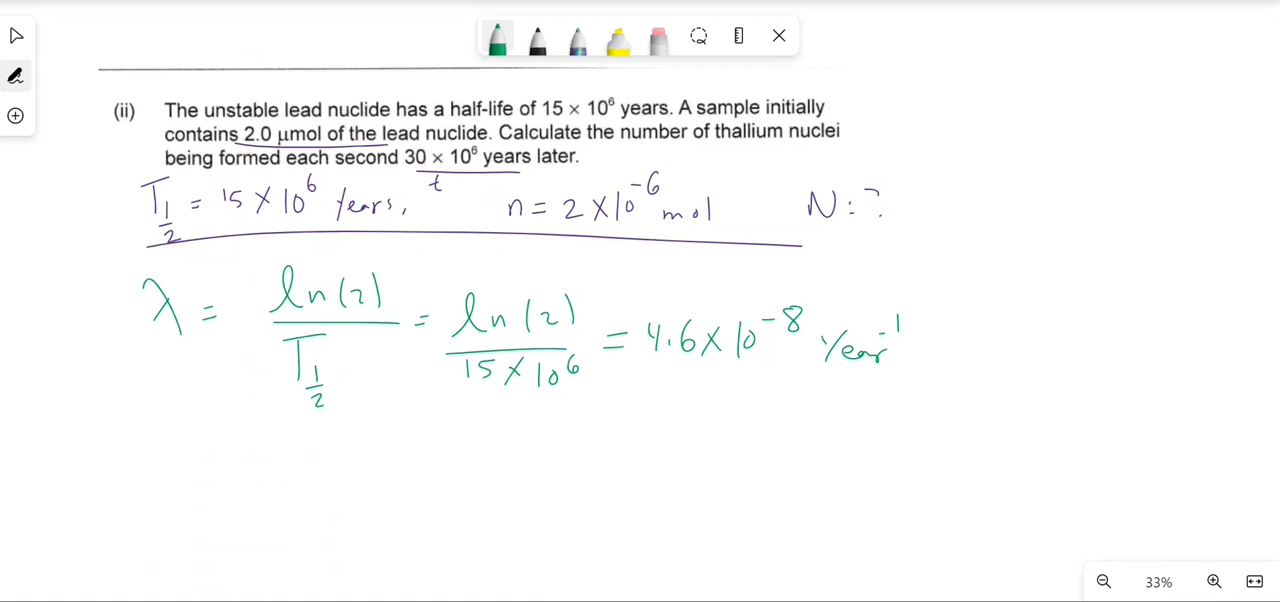 (ii) The unstable lead nuclide has a half-life of 15 × 10⁶ years. A sample initially
contains 2.0 μmol of the lead nuclide. Calculate the number of thallium nuclei
being formed each second 30 × 10⁶ years later.
t
T½ = 15 × 10⁶ years, n = 2 × 10⁻⁶ mol N: ?
λ = ln(2) / T½ = ln(2) / 15 × 10⁶ = 4.6 × 10⁻⁸ year⁻¹
33%